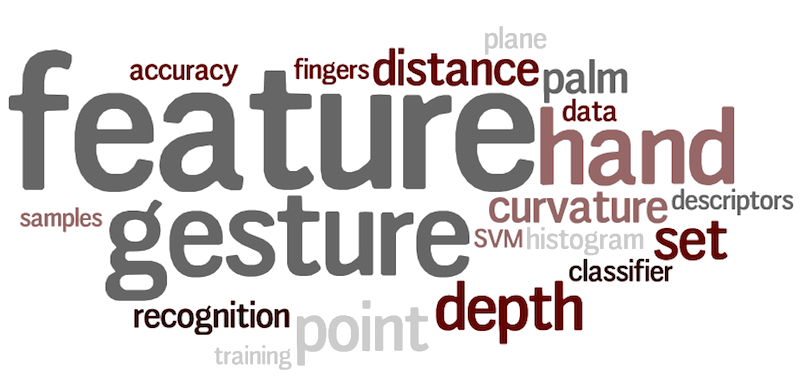 plane
accuracy
fingers
distance
palm
feature
data
hand
samples
gesture
curvature
descriptors
SVM
histogram
set
classifier
recognition
point
depth
training